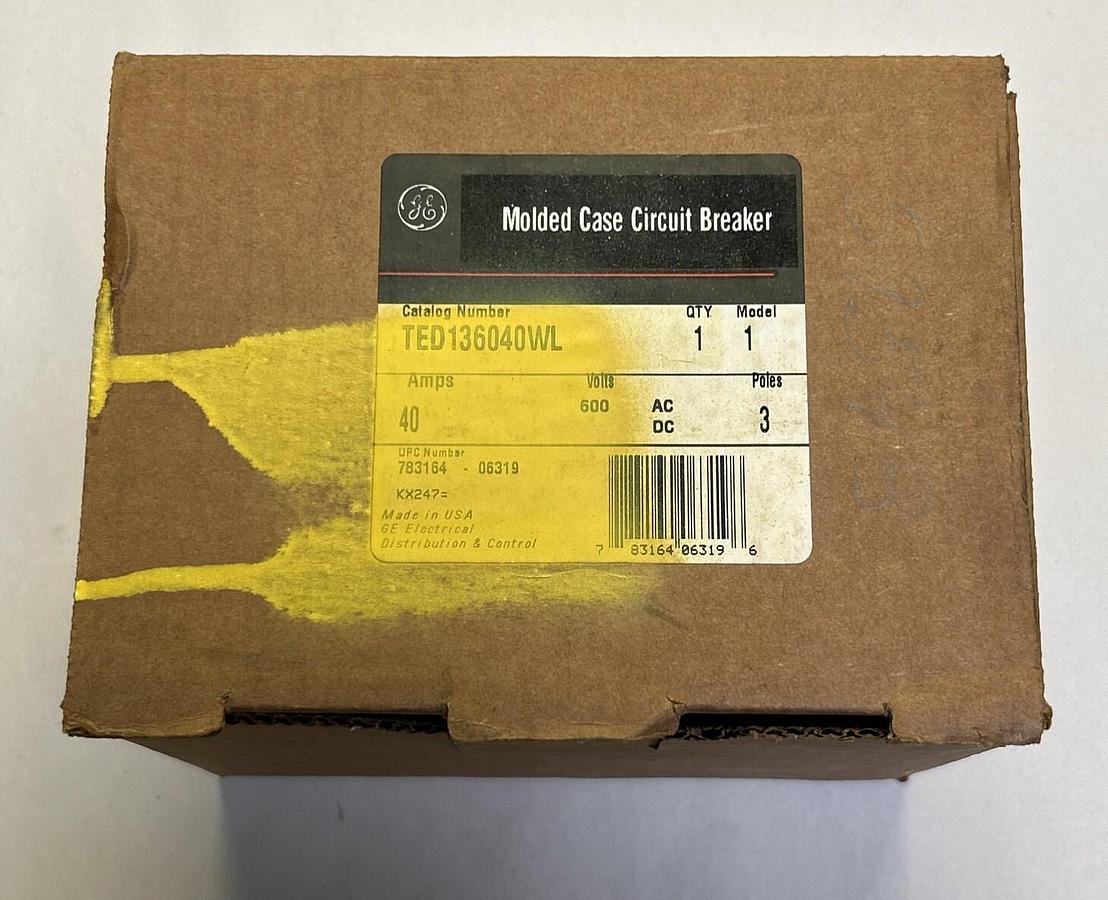 GE
Molded Case Circuit Breaker
Catalog Number QTY Model
TED136040WL 1 1
Amps Volts Poles
40 600 AC DC 3
UPC Number
783164 - 06319
KX247=
Made in USA
GE Electrical
Distribution & Control
7 83164 06319 6